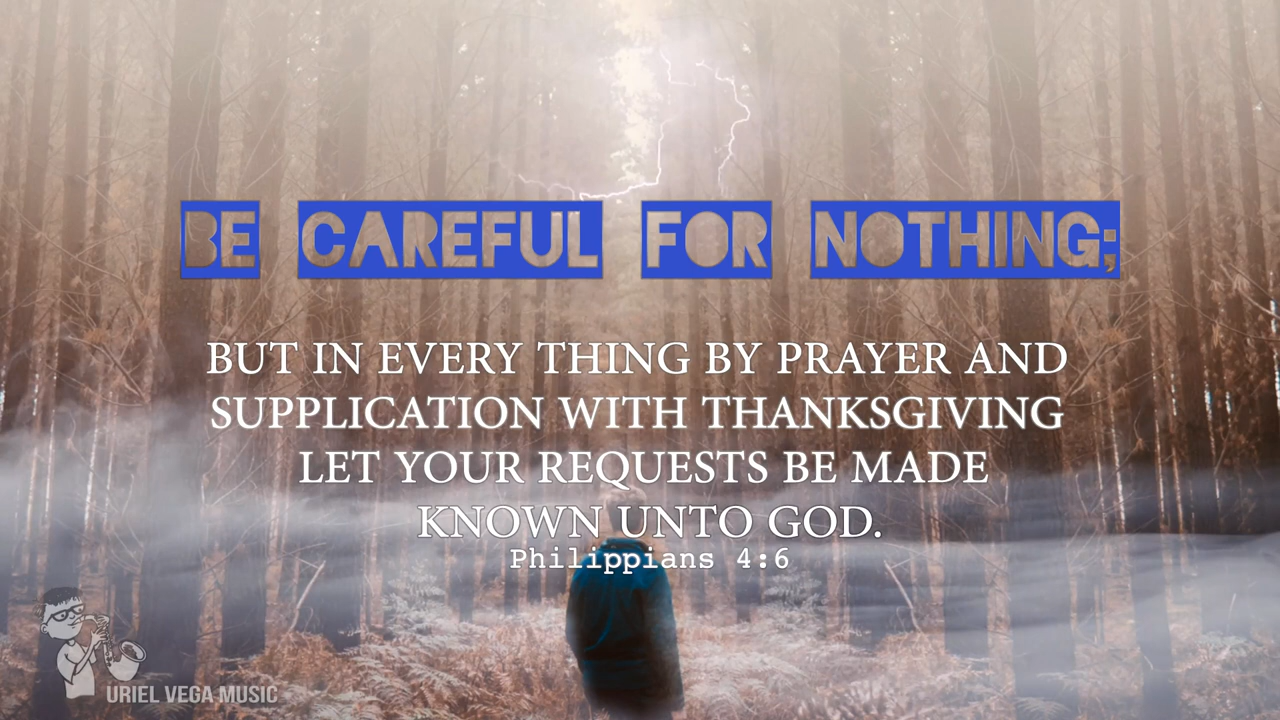 BE CAREFUL FOR NOTHING;
BUT IN EVERY THING BY PRAYER AND
SUPPLICATION WITH THANKSGIVING
LET YOUR REQUESTS BE MADE
KNOWN UNTO GOD.
Philippians 4:6
URIEL VEGA MUSIC